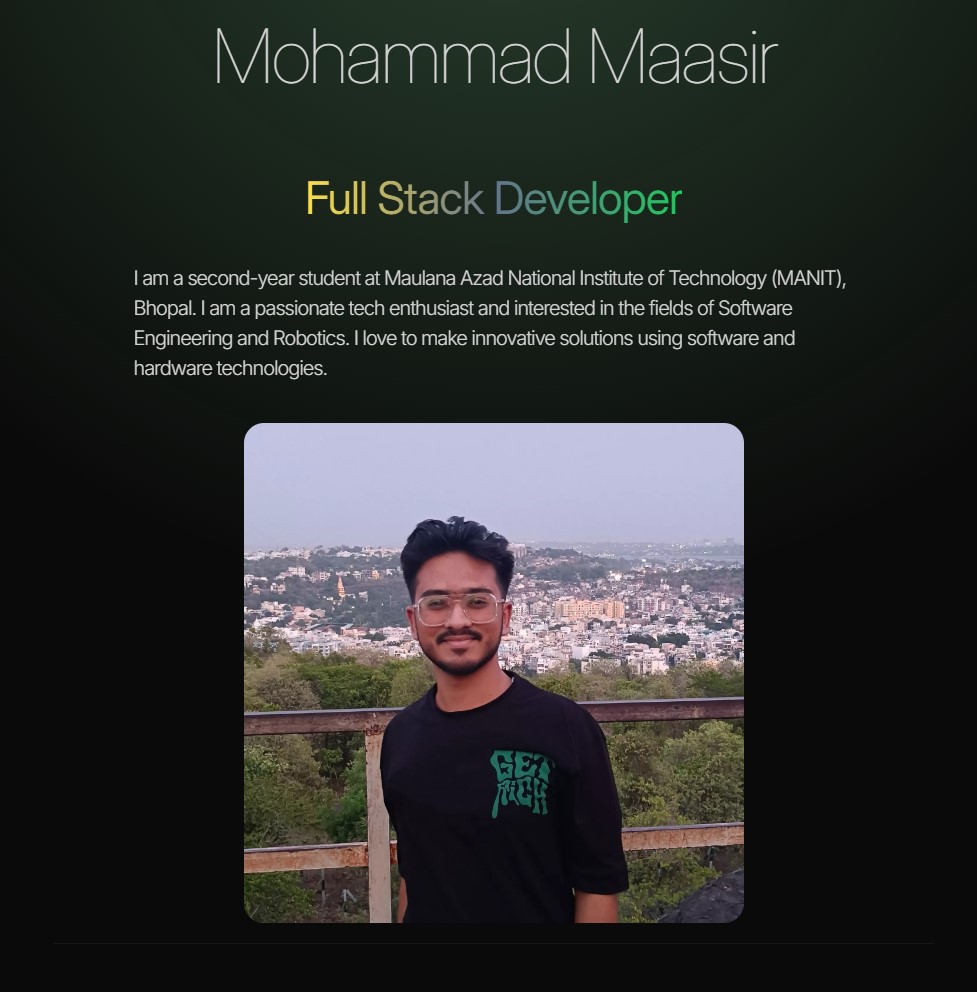 Mohammad Maasir
Full Stack Developer
I am a second-year student at Maulana Azad National Institute of Technology (MANIT),
Bhopal. I am a passionate tech enthusiast and interested in the fields of Software
Engineering and Robotics. I love to make innovative solutions using software and
hardware technologies.
GET
RICH